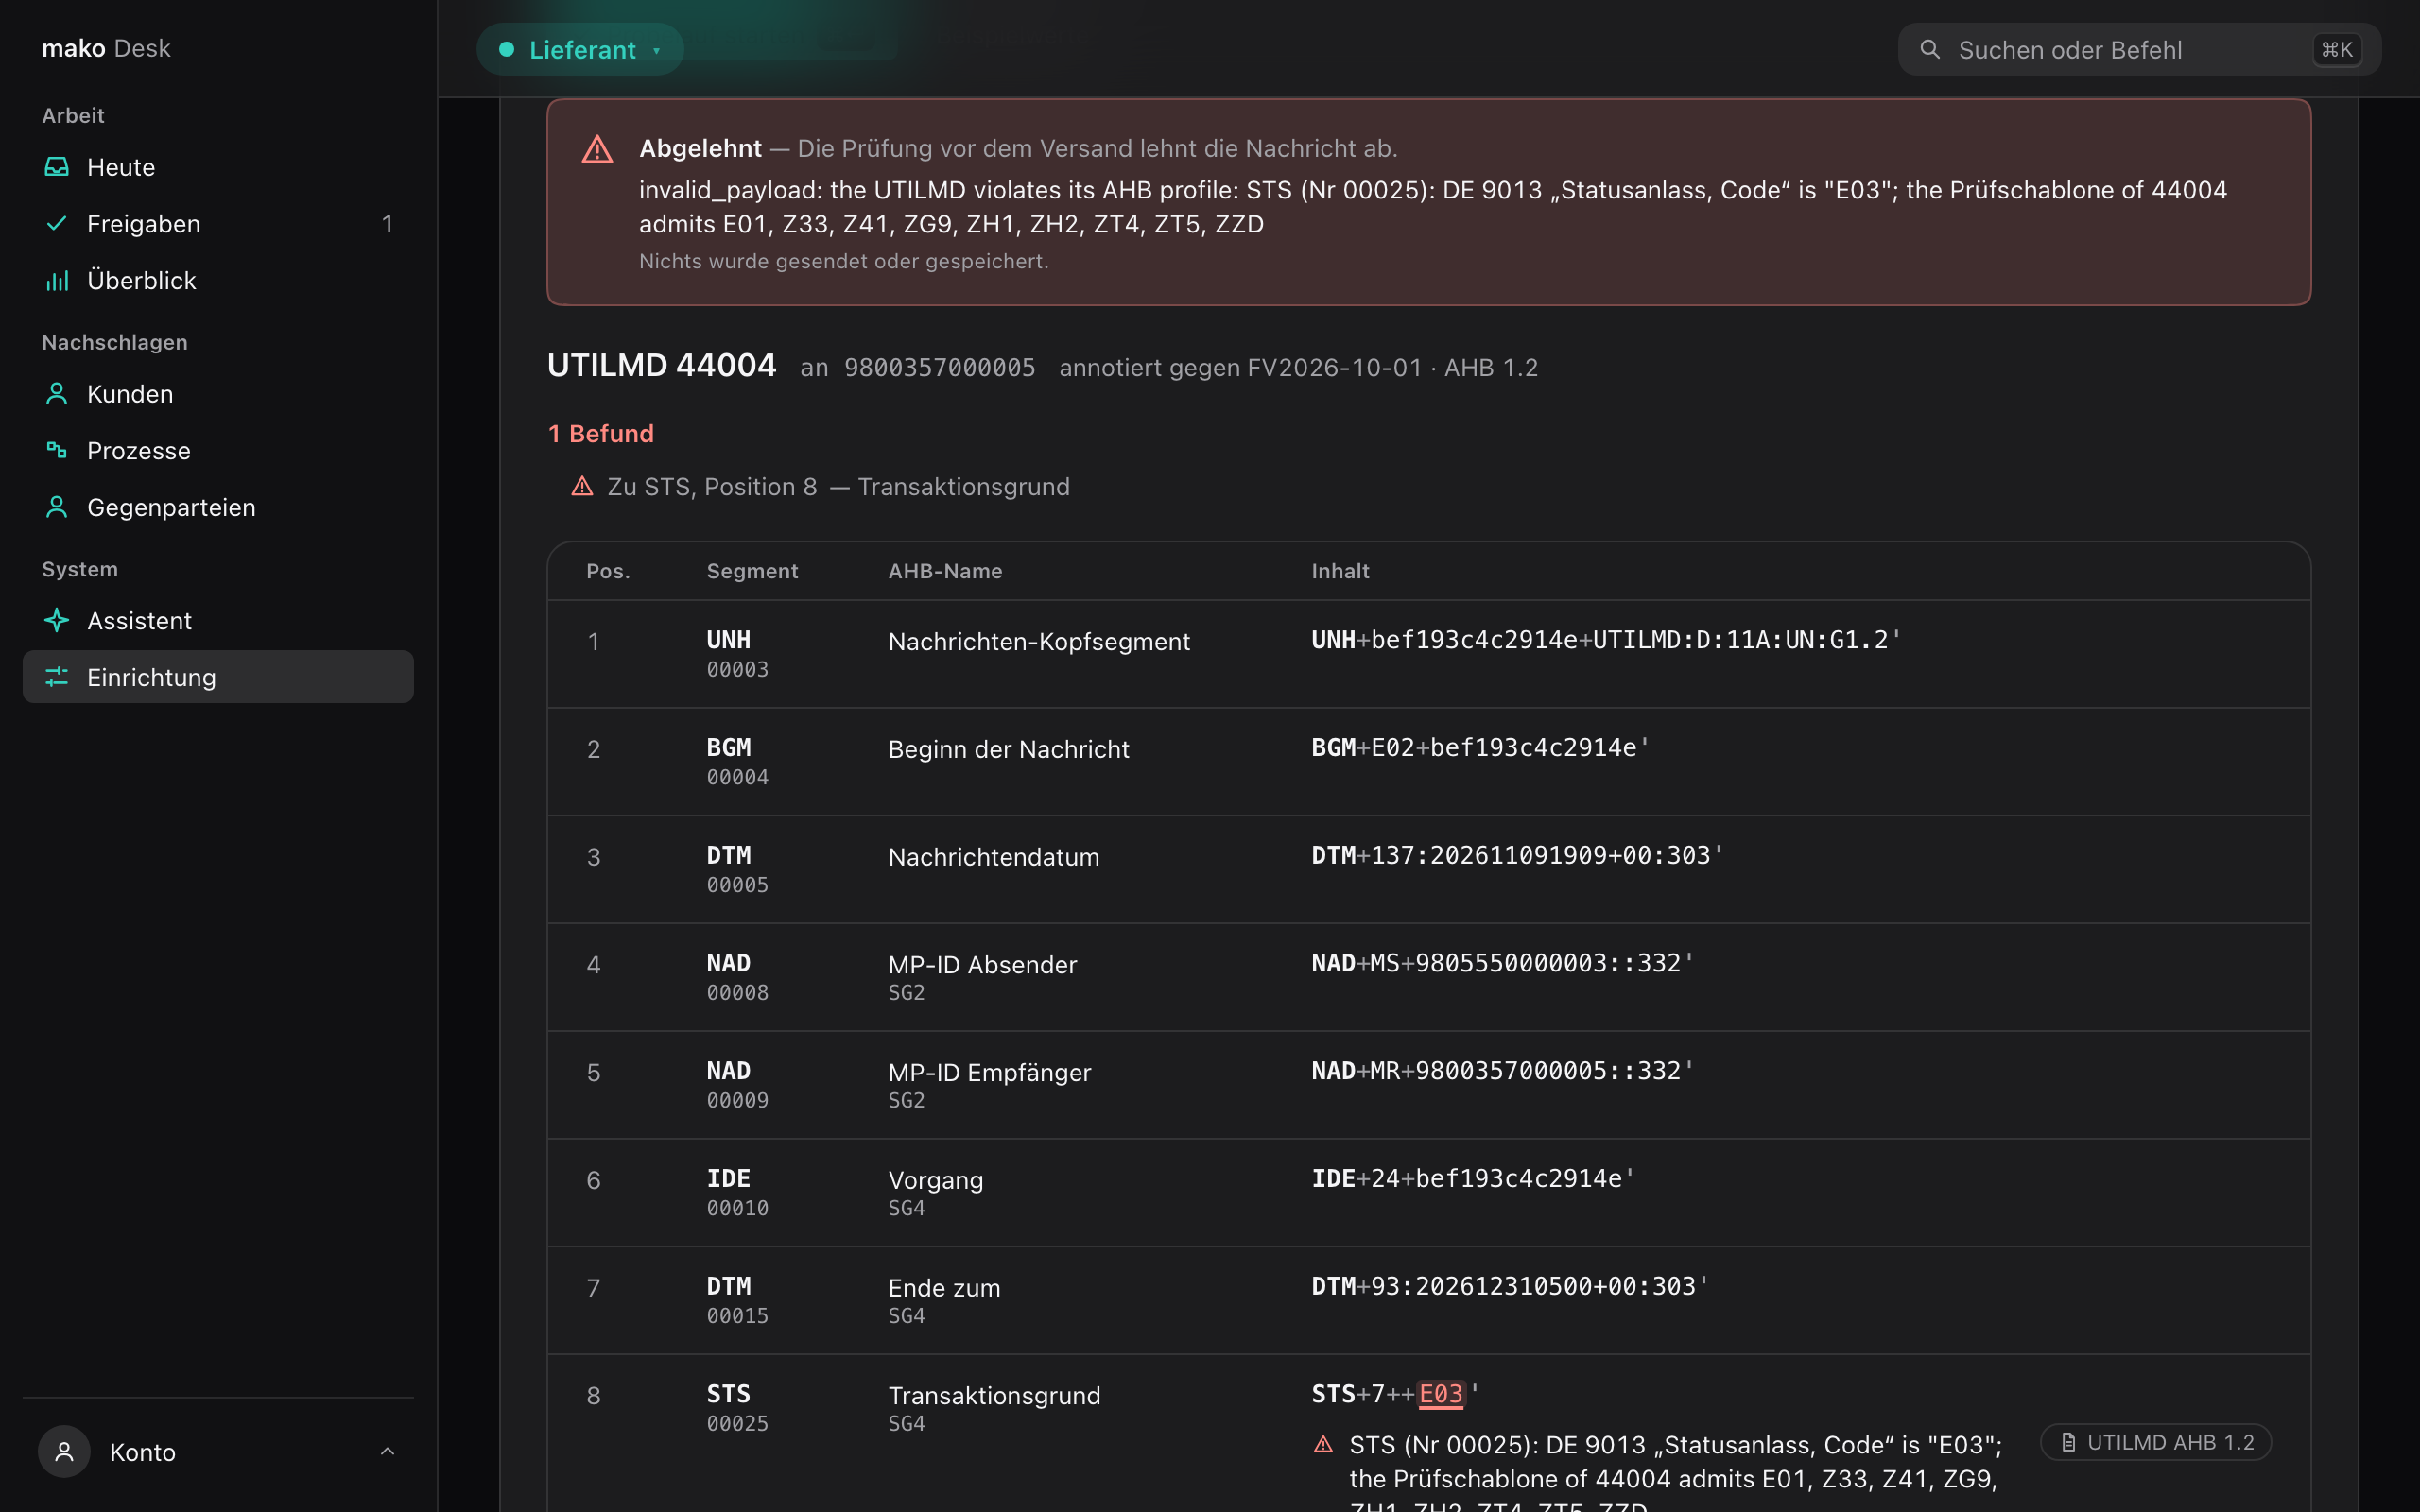 mako Desk
Arbeit
Heute
Freigaben 1
Überblick
Nachschlagen
Kunden
Prozesse
Gegenparteien
System
Assistent
Einrichtung
Konto
Lieferant
Suchen oder Befehl ⌘K
Abgelehnt — Die Prüfung vor dem Versand lehnt die Nachricht ab.
invalid_payload: the UTILMD violates its AHB profile: STS (Nr 00025): DE 9013 „Statusanlass, Code“ is "E03"; the Prüfschablone of 44004
admits E01, Z33, Z41, ZG9, ZH1, ZH2, ZT4, ZT5, ZZD
Nichts wurde gesendet oder gespeichert.
UTILMD 44004 an 9800357000005 annotiert gegen FV2026-10-01 · AHB 1.2
1 Befund
Zu STS, Position 8 — Transaktionsgrund
Pos. Segment AHB-Name Inhalt
1 UNH Nachrichten-Kopfsegment UNH+bef193c4c2914e+UTILMD:D:11A:UN:G1.2'
00003
2 BGM Beginn der Nachricht BGM+E02+bef193c4c2914e'
00004
3 DTM Nachrichtendatum DTM+137:202611091909+00:303'
00005
4 NAD MP-ID Absender NAD+MS+9805550000003::332'
00008 SG2
5 NAD MP-ID Empfänger NAD+MR+9800357000005::332'
00009 SG2
6 IDE Vorgang IDE+24+bef193c4c2914e'
00010 SG4
7 DTM Ende zum DTM+93:202612310500+00:303'
00015 SG4
8 STS Transaktionsgrund STS+7++E03'
00025 SG4
STS (Nr 00025): DE 9013 „Statusanlass, Code“ is "E03"; UTILMD AHB 1.2
the Prüfschablone of 44004 admits E01, Z33, Z41, ZG9,
ZH1, ZH2, ZT4, ZT5, ZZD